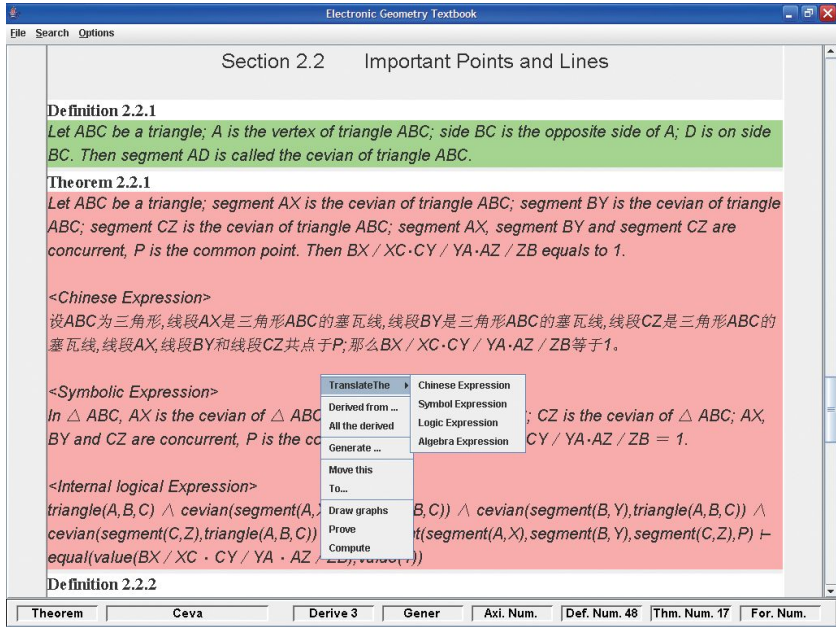 Electronic Geometry Textbook
File Search Options
Section 2.2 Important Points and Lines
Definition 2.2.1
Let ABC be a triangle; A is the vertex of triangle ABC; side BC is the opposite side of A; D is on side
BC. Then segment AD is called the cevian of triangle ABC.
Theorem 2.2.1
Let ABC be a triangle; segment AX is the cevian of triangle ABC; segment BY is the cevian of triangle
ABC; segment CZ is the cevian of triangle ABC; segment AX, segment BY and segment CZ are
concurrent, P is the common point. Then BX / XC·CY / YA·AZ / ZB equals to 1.
<Chinese Expression>
设ABC为三角形,线段AX是三角形ABC的塞瓦线,线段BY是三角形ABC的塞瓦线,线段CZ是三角形ABC的
塞瓦线,线段AX,线段BY和线段CZ共点于P;那么BX / XC·CY / YA·AZ / ZB等于1。
<Symbolic Expression>
In △ ABC, AX is the cevian of △ ABC ; CZ is the cevian of △ ABC; AX,
BY and CZ are concurrent, P is the co CY / YA·AZ / ZB = 1.
<Internal logical Expression>
triangle(A,B,C) ∧ cevian(segment(A, B,C)) ∧ cevian(segment(B,Y),triangle(A,B,C)) ∧
cevian(segment(C,Z),triangle(A,B,C)) t(segment(A,X),segment(B,Y),segment(C,Z),P) ⊢
equal(value(BX / XC · CY / YA · AZ / ZB),value(1))
TranslateThe
Derived from ...
All the derived
Generate ...
Move this
To...
Draw graphs
Prove
Compute
Chinese Expression
Symbol Expression
Logic Expression
Algebra Expression
Definition 2.2.2
Theorem Ceva Derive 3 Gener Axi. Num. Def. Num. 48 Thm. Num. 17 For. Num.